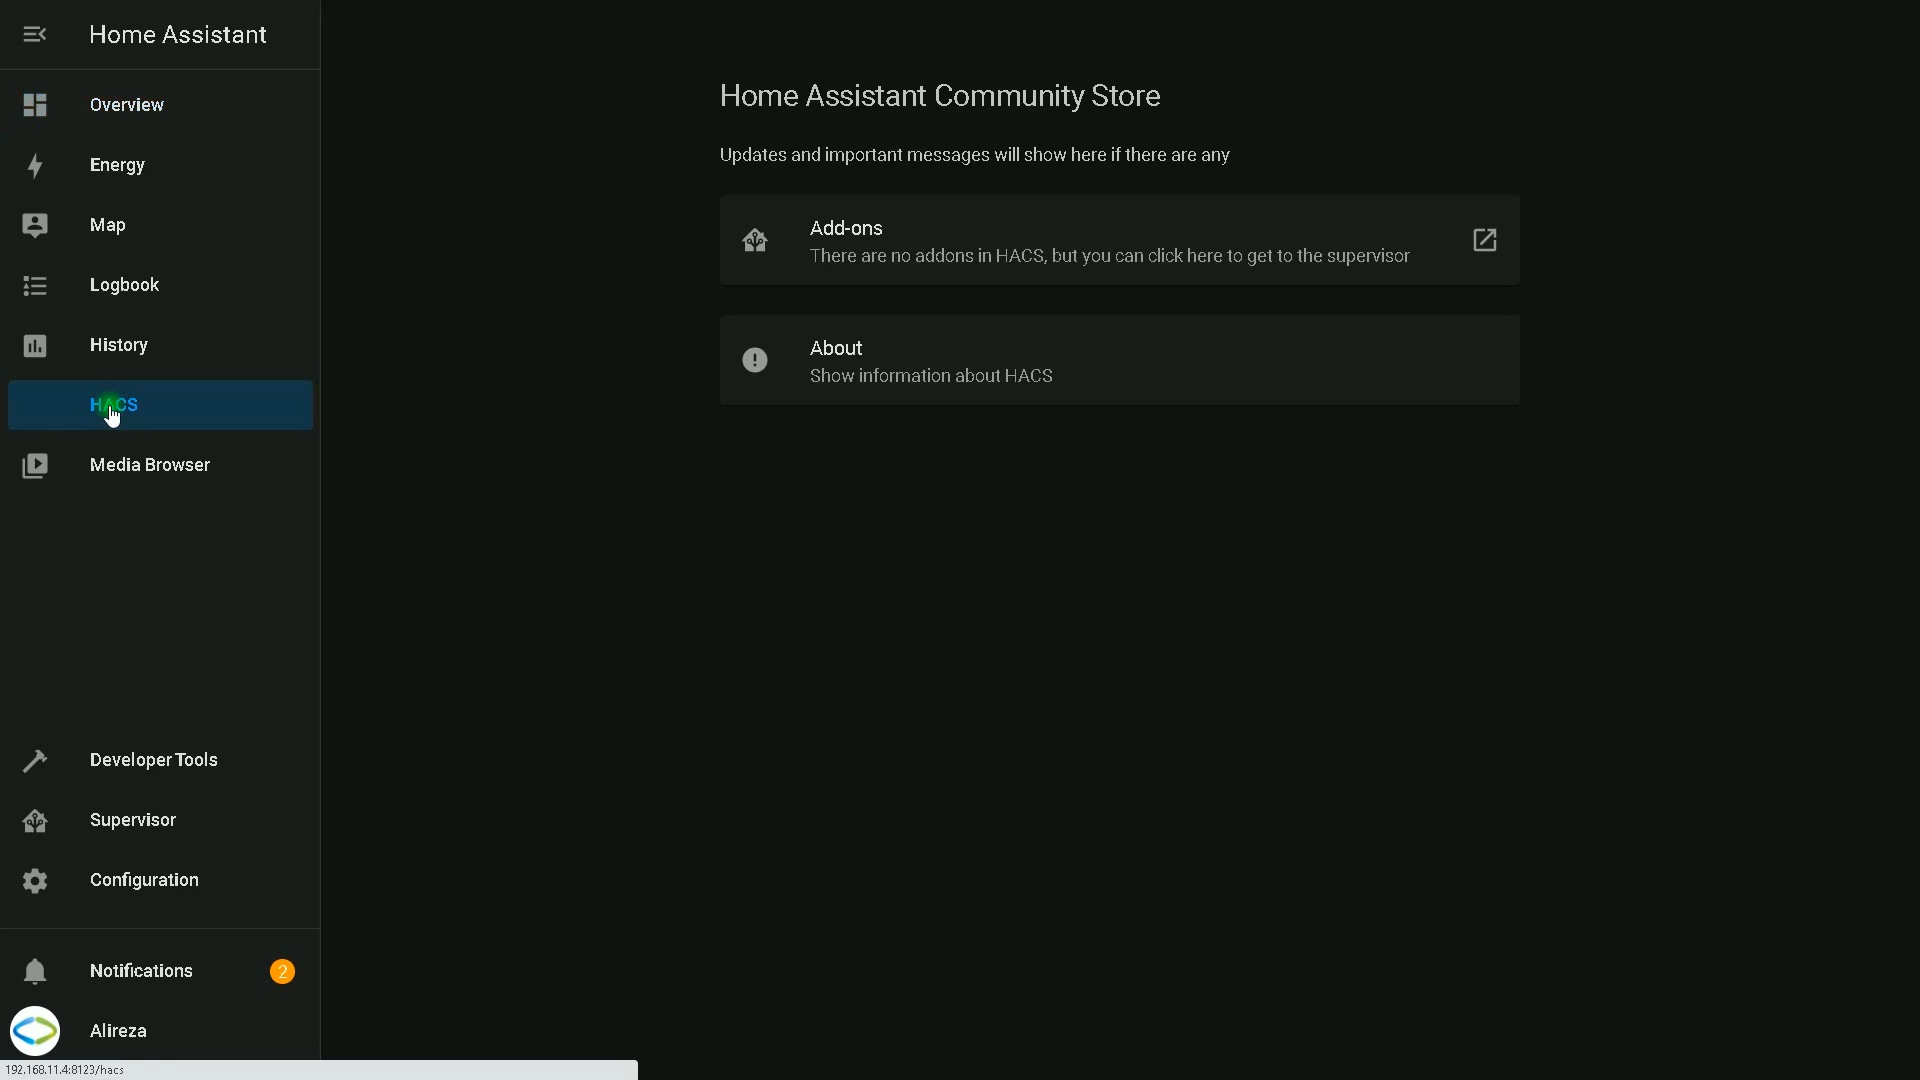 Home Assistant
Overview
Energy
Map
Logbook
History
HACS
Media Browser
Developer Tools
Supervisor
Configuration
Notifications 2
Alireza
192.168.11.4:8123/hacs
Home Assistant Community Store
Updates and important messages will show here if there are any
Add-ons
There are no addons in HACS, but you can click here to get to the supervisor
About
Show information about HACS